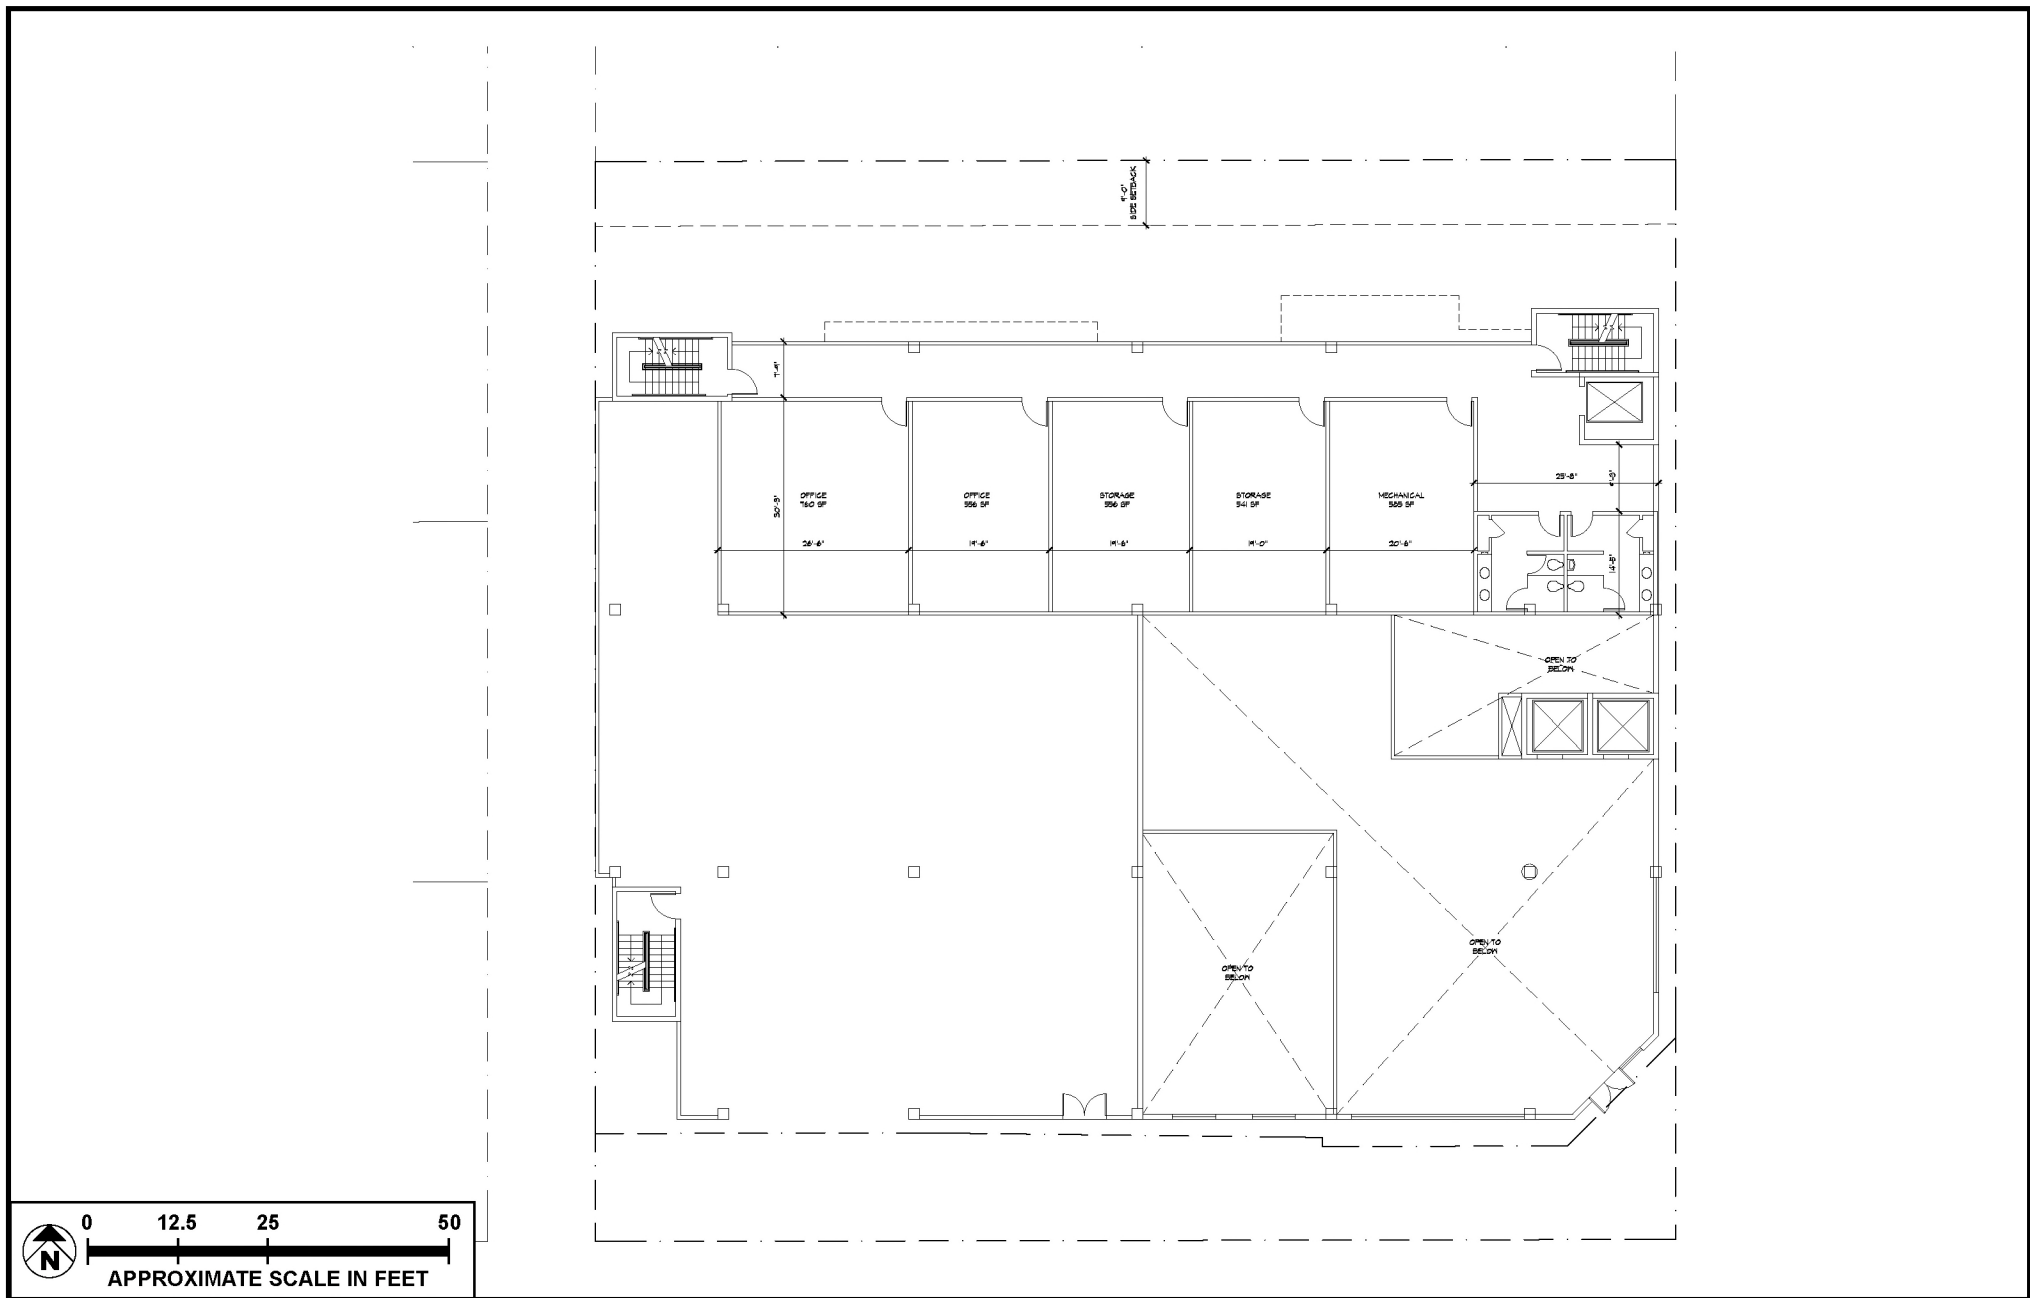 9'-0"
SIDE SETBACK
7'-9"
25'-8"
OFFICE
760 SF
OFFICE
556 SF
STORAGE
556 SF
STORAGE
541 SF
MECHANICAL
585 SF
30'-3"
26'-6"
19'-6"
19'-6"
19'-0"
20'-6"
14'-5"
OPEN TO
BELOW
OPEN TO
BELOW
OPEN TO
BELOW
0 12.5 25 50
N
APPROXIMATE SCALE IN FEET